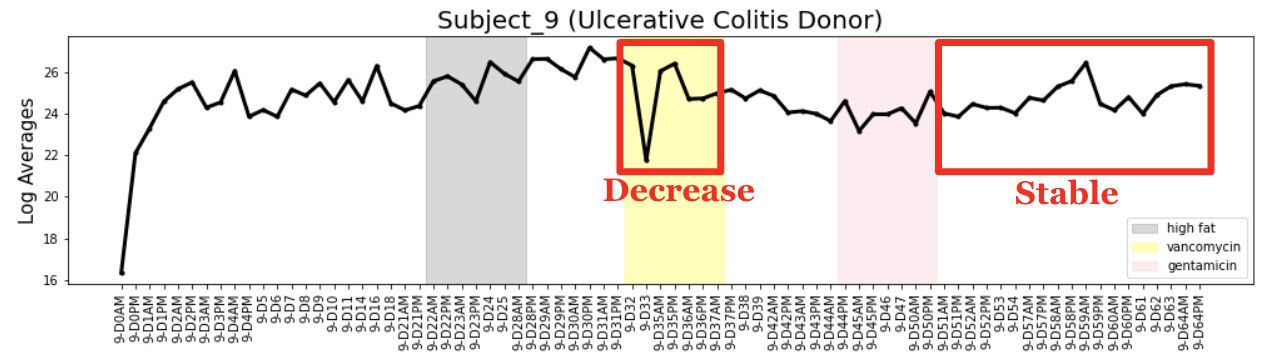 Subject_9 (Ulcerative Colitis Donor)
Log Averages
26
24
22
20
18
16
Decrease
Stable
high fat
vancomycin
gentamicin
9-D0AM
9-D0PM
9-D1AM
9-D1PM
9-D2AM
9-D2PM
9-D3AM
9-D3PM
9-D4AM
9-D4PM
9-D5
9-D6
9-D7
9-D8
9-D9
9-D10
9-D11
9-D14
9-D16
9-D18
9-D21AM
9-D21PM
9-D22AM
9-D22PM
9-D23AM
9-D23PM
9-D24
9-D25
9-D28AM
9-D28PM
9-D29AM
9-D29PM
9-D30AM
9-D30PM
9-D31AM
9-D31PM
9-D32
9-D33
9-D35AM
9-D35PM
9-D36AM
9-D36PM
9-D37AM
9-D37PM
9-D38
9-D39
9-D42AM
9-D42PM
9-D43AM
9-D43PM
9-D44AM
9-D44PM
9-D45AM
9-D45PM
9-D46
9-D47
9-D50AM
9-D50PM
9-D51AM
9-D51PM
9-D52AM
9-D52PM
9-D53
9-D54
9-D57AM
9-D57PM
9-D58AM
9-D58PM
9-D59AM
9-D59PM
9-D60AM
9-D60PM
9-D61
9-D62
9-D63
9-D64AM
9-D64PM